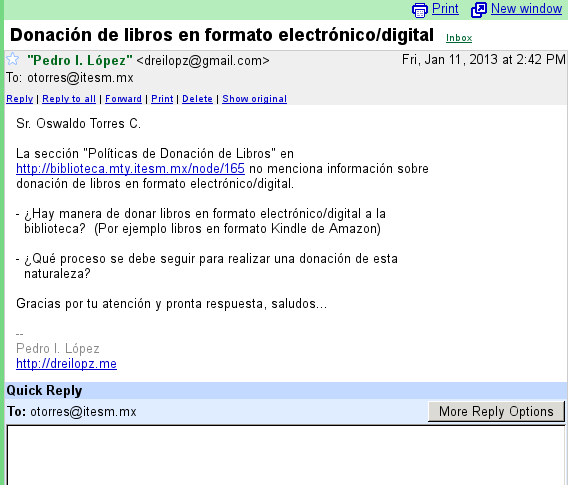 Print New window
Donación de libros en formato electrónico/digital Inbox
"Pedro I. López" <dreilopz@gmail.com> Fri, Jan 11, 2013 at 2:42 PM
To: otorres@itesm.mx
Reply | Reply to all | Forward | Print | Delete | Show original
Sr. Oswaldo Torres C.
La sección "Políticas de Donación de Libros" en
http://biblioteca.mty.itesm.mx/node/165 no menciona información sobre
donación de libros en formato electrónico/digital.
- ¿Hay manera de donar libros en formato electrónico/digital a la
biblioteca? (Por ejemplo libros en formato Kindle de Amazon)
- ¿Qué proceso se debe seguir para realizar una donación de esta
naturaleza?
Gracias por tu atención y pronta respuesta, saludos...
--
Pedro I. López
http://dreilopz.me
Quick Reply
To: otorres@itesm.mx More Reply Options